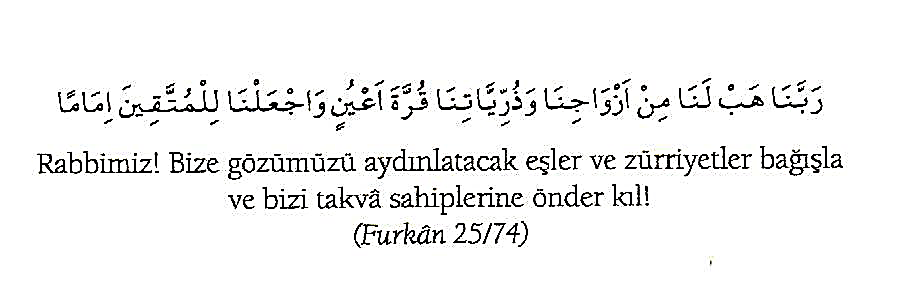 رَبَّنَا هَبْ لَنَا مِنْ اَزْوَاجِنَا وَذُرِّيَّاتِنَا قُرَّةَ اَعْيُنٍ وَاجْعَلْنَا لِلْمُتَّقِينَ اِمَامًا
Rabbimiz! Bize gözümüzü aydınlatacak eşler ve zürriyetler bağışla
ve bizi takvâ sahiplerine önder kıl!
(Furkân 25/74)